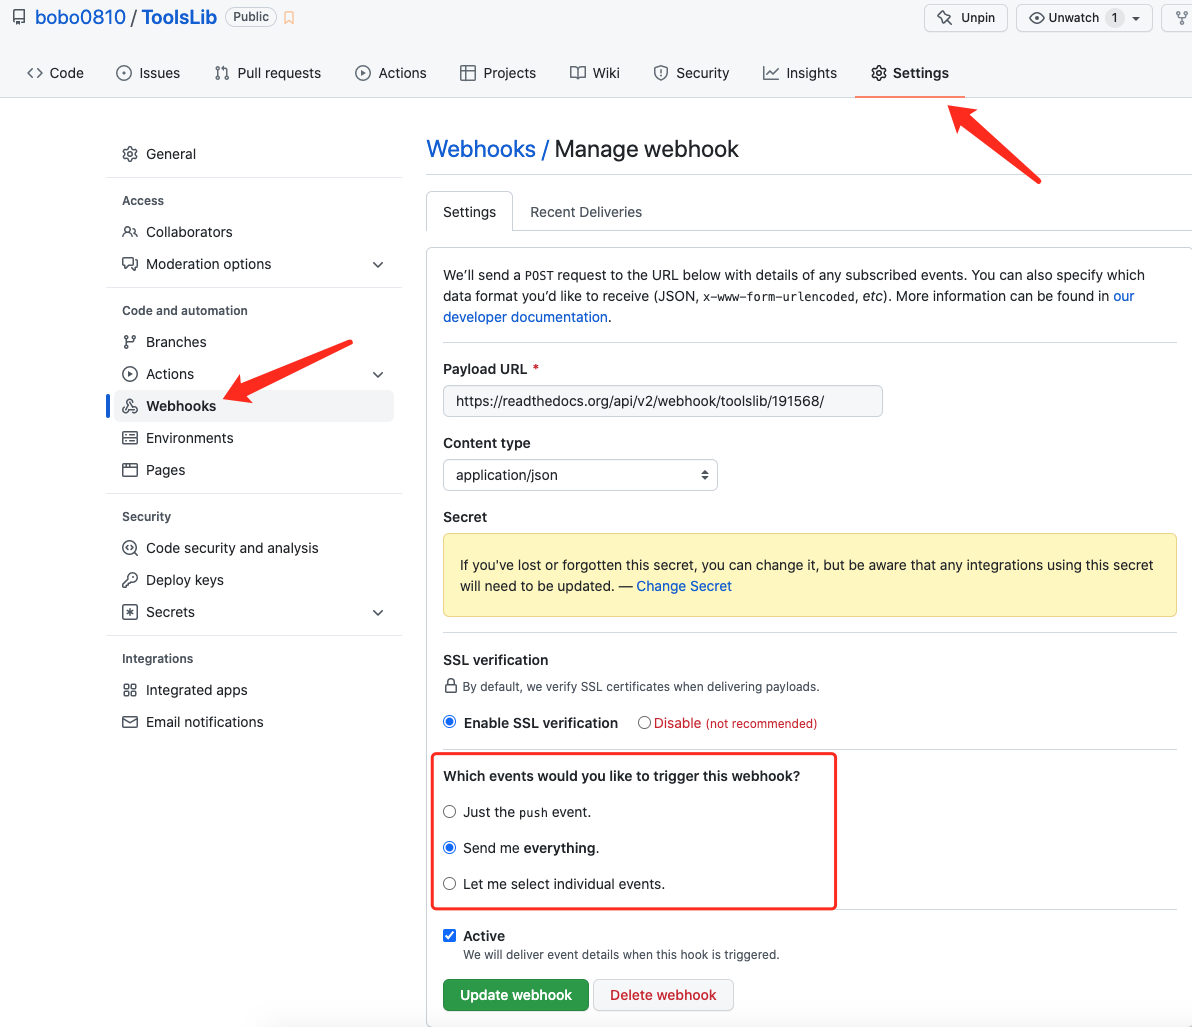 bobo0810 / ToolsLib Public
Unpin
Unwatch 1
Code
Issues
Pull requests
Actions
Projects
Wiki
Security
Insights
Settings
General
Access
Collaborators
Moderation options
Code and automation
Branches
Actions
Webhooks
Environments
Pages
Security
Code security and analysis
Deploy keys
Secrets
Integrations
Integrated apps
Email notifications
Webhooks / Manage webhook
Settings
Recent Deliveries
We’ll send a POST request to the URL below with details of any subscribed events. You can also specify which
data format you’d like to receive (JSON, x-www-form-urlencoded, etc). More information can be found in our
developer documentation.
Payload URL *
https://readthedocs.org/api/v2/webhook/toolslib/191568/
Content type
application/json
Secret
If you've lost or forgotten this secret, you can change it, but be aware that any integrations using this secret
will need to be updated. — Change Secret
SSL verification
By default, we verify SSL certificates when delivering payloads.
Enable SSL verification
Disable (not recommended)
Which events would you like to trigger this webhook?
Just the push event.
Send me everything.
Let me select individual events.
Active
We will deliver event details when this hook is triggered.
Update webhook
Delete webhook